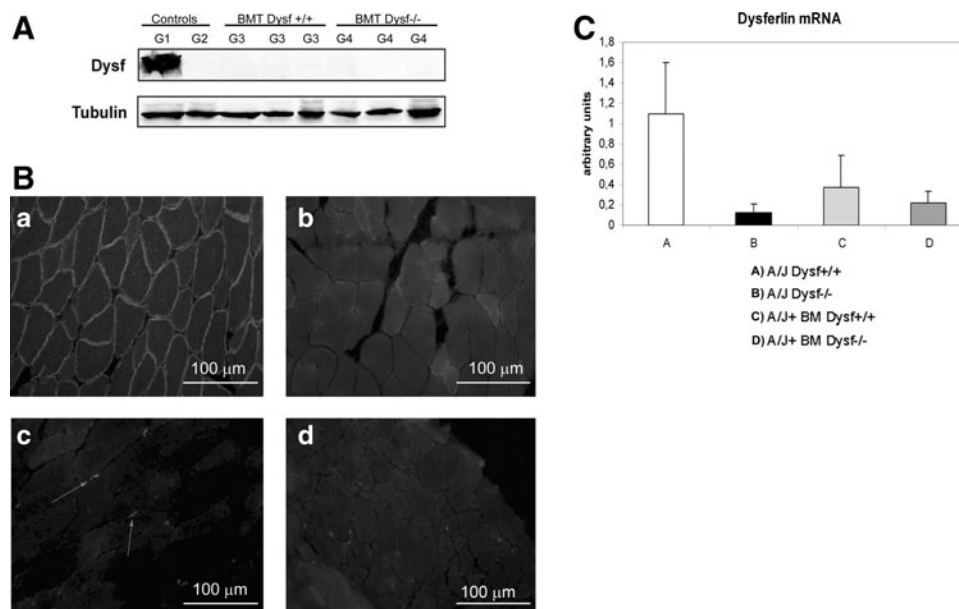 A
Controls BMT Dysf +/+ BMT Dysf-/-
G1 G2 G3 G3 G3 G4 G4 G4
Dysf
Tubulin
B
a
100 µm
b
100 µm
c
100 µm
d
100 µm
C
Dysferlin mRNA
arbitrary units
1,8
1,6
1,4
1,2
1
0,8
0,6
0,4
0,2
0
A B C D
A) A/J Dysf+/+
B) A/J Dysf-/-
C) A/J+ BM Dysf+/+
D) A/J+ BM Dysf-/-